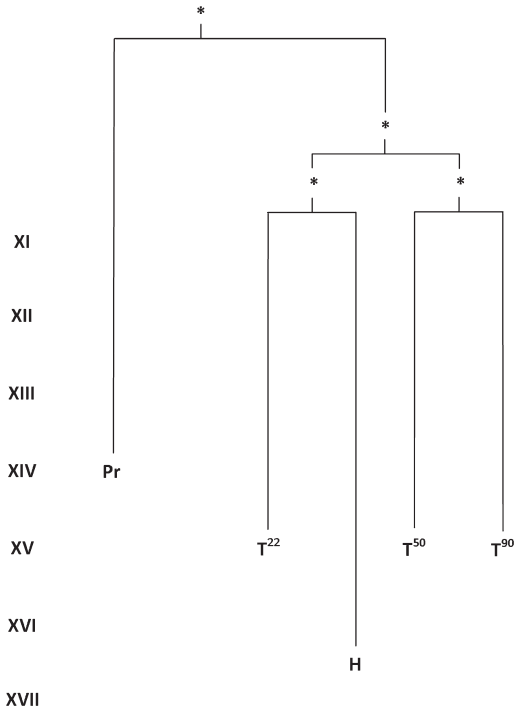 *
*
* *
XI
XII
XIII
XIV Pr
XV T²² T⁵⁰ T⁹⁰
XVI
H
XVII